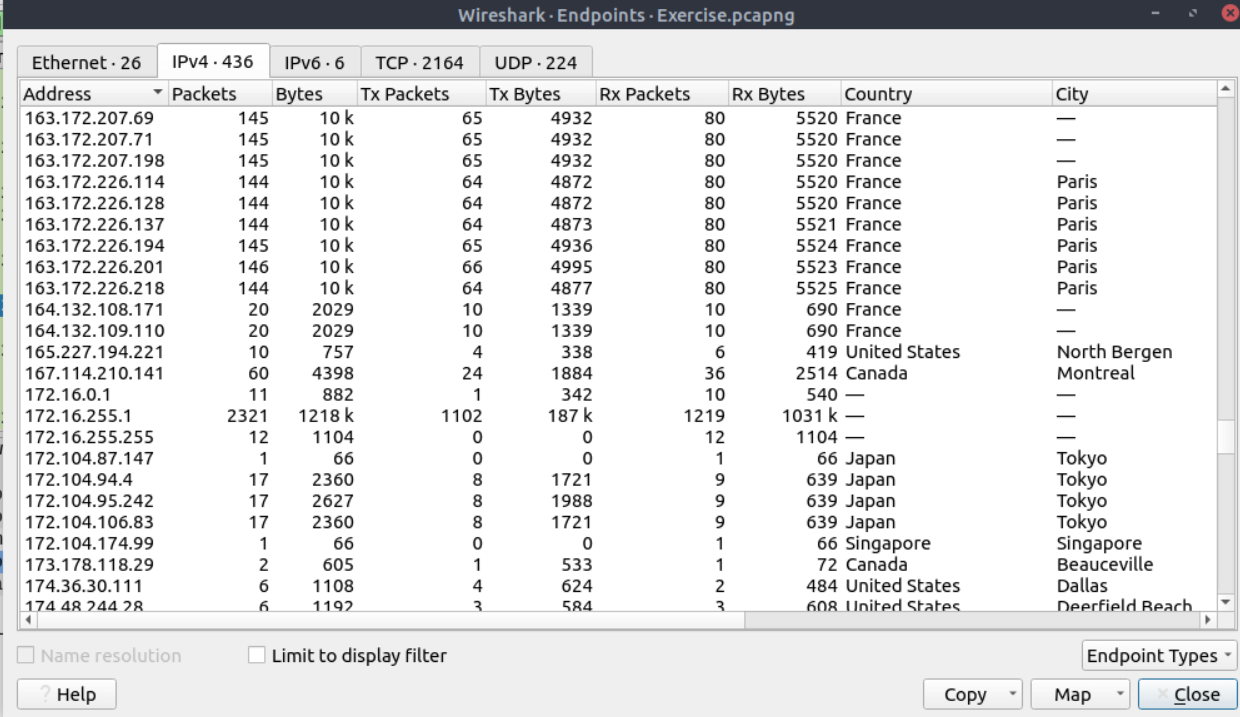 Wireshark · Endpoints · Exercise.pcapng
Ethernet · 26 IPv4 · 436 IPv6 · 6 TCP · 2164 UDP · 224
Address Packets Bytes Tx Packets Tx Bytes Rx Packets Rx Bytes Country City
163.172.207.69 145 10 k 65 4932 80 5520 France —
163.172.207.71 145 10 k 65 4932 80 5520 France —
163.172.207.198 145 10 k 65 4932 80 5520 France —
163.172.226.114 144 10 k 64 4872 80 5520 France Paris
163.172.226.128 144 10 k 64 4872 80 5520 France Paris
163.172.226.137 144 10 k 64 4873 80 5521 France Paris
163.172.226.194 145 10 k 65 4936 80 5524 France Paris
163.172.226.201 146 10 k 66 4995 80 5523 France Paris
163.172.226.218 144 10 k 64 4877 80 5525 France Paris
164.132.108.171 20 2029 10 1339 10 690 France —
164.132.109.110 20 2029 10 1339 10 690 France —
165.227.194.221 10 757 4 338 6 419 United States North Bergen
167.114.210.141 60 4398 24 1884 36 2514 Canada Montreal
172.16.0.1 11 882 1 342 10 540 — —
172.16.255.1 2321 1218 k 1102 187 k 1219 1031 k — —
172.16.255.255 12 1104 0 0 12 1104 — —
172.104.87.147 1 66 0 0 1 66 Japan Tokyo
172.104.94.4 17 2360 8 1721 9 639 Japan Tokyo
172.104.95.242 17 2627 8 1988 9 639 Japan Tokyo
172.104.106.83 17 2360 8 1721 9 639 Japan Tokyo
172.104.174.99 1 66 0 0 1 66 Singapore Singapore
173.178.118.29 2 605 1 533 1 72 Canada Beauceville
174.36.30.111 6 1108 4 624 2 484 United States Dallas
174.48.244.28 6 1192 3 584 3 608 United States Deerfield Beach
Name resolution Limit to display filter Endpoint Types
Help Copy Map Close